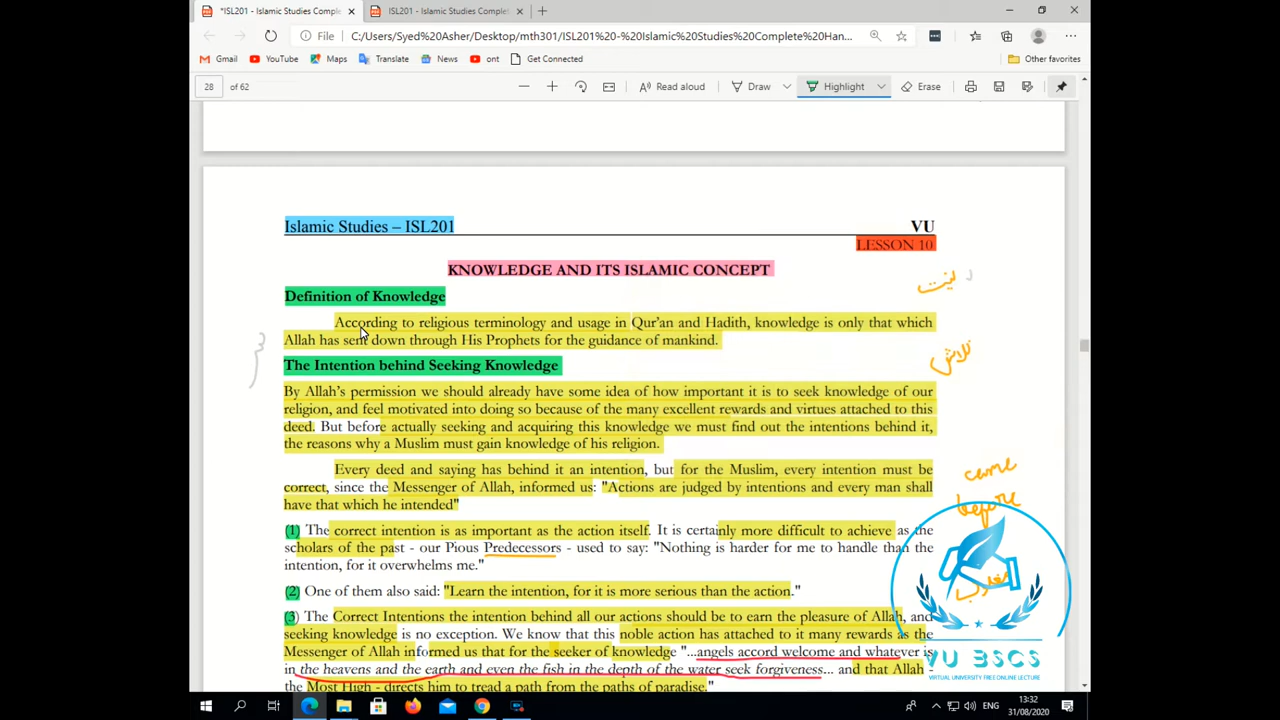 *ISL201 - Islamic Studies Comple
ISL201 - Islamic Studies Complet
File
C:/Users/Syed%20Asher/Desktop/mth301/ISL201%20-%20Islamic%20Studies%20Complete%20Han...
Gmail
YouTube
Maps
Translate
News
ont
Get Connected
Other favorites
28
of 62
Read aloud
Draw
Highlight
Erase
Islamic Studies – ISL201
VU
LESSON 10
KNOWLEDGE AND ITS ISLAMIC CONCEPT
Definition of Knowledge
نیت
According to religious terminology and usage in Qur'an and Hadith, knowledge is only that which
Allah has sent down through His Prophets for the guidance of mankind.
تلاش
The Intention behind Seeking Knowledge
By Allah's permission we should already have some idea of how important it is to seek knowledge of our
religion, and feel motivated into doing so because of the many excellent rewards and virtues attached to this
deed. But before actually seeking and acquiring this knowledge we must find out the intentions behind it,
the reasons why a Muslim must gain knowledge of his religion.
Every deed and saying has behind it an intention, but for the Muslim, every intention must be
came
correct, since the Messenger of Allah, informed us: "Actions are judged by intentions and every man shall
have that which he intended"
before
(1) The correct intention is as important as the action itself. It is certainly more difficult to achieve as the
scholars of the past - our Pious Predecessors - used to say: "Nothing is harder for me to handle than the
intention, for it overwhelms me."
(2) One of them also said: "Learn the intention, for it is more serious than the action."
(3) The Correct Intentions the intention behind all our actions should be to earn the pleasure of Allah, and
seeking knowledge is no exception. We know that this noble action has attached to it many rewards as the
Messenger of Allah informed us that for the seeker of knowledge "...angels accord welcome and whatever is
in the heavens and the earth and even the fish in the depth of the water seek forgiveness... and that Allah -
the Most High - directs him to tread a path from the paths of paradise."
VU BSCS
VIRTUAL UNIVERSITY FREE ONLINE LECTURE
ENG
13:32
31/08/2020